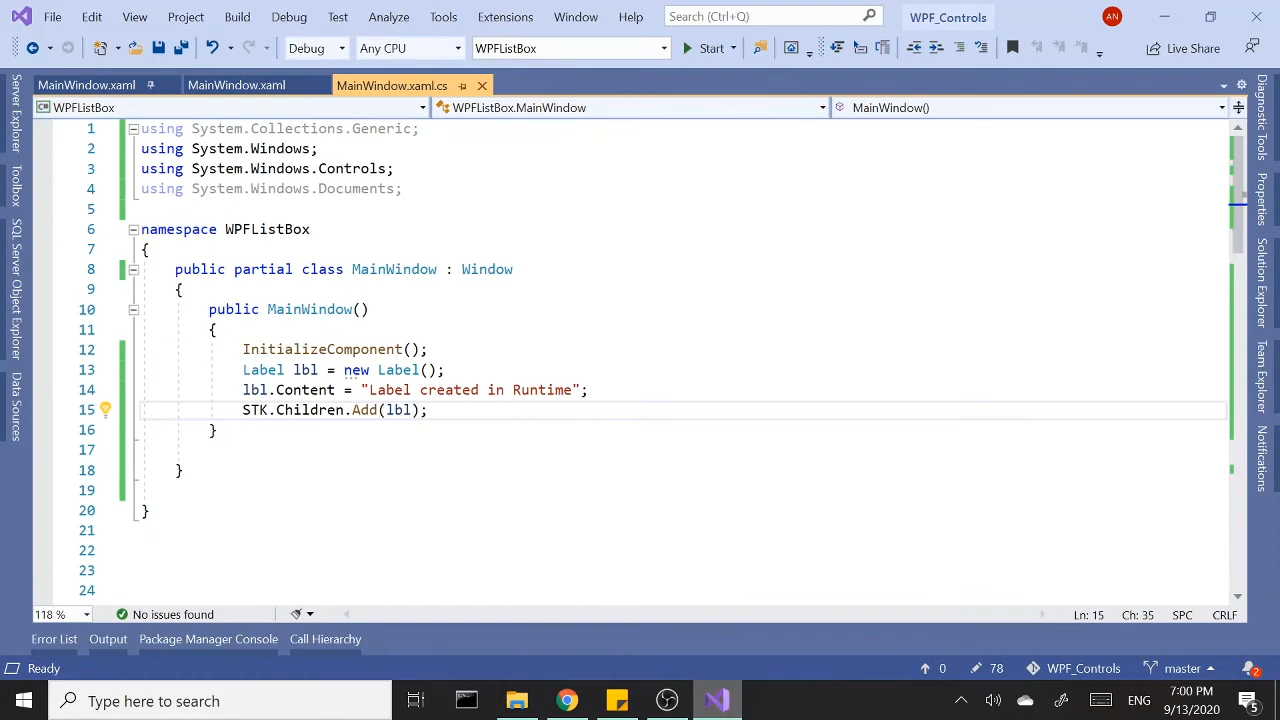 File Edit View Project Build Debug Test Analyze Tools Extensions Window Help Search (Ctrl+Q) WPF_Controls AN
Debug Any CPU WPFListBox Start Live Share
MainWindow.xaml MainWindow.xaml MainWindow.xaml.cs
WPFListBox WPFListBox.MainWindow MainWindow()
Server Explorer
Toolbox
SQL Server Object Explorer
Data Sources
1 using System.Collections.Generic;
2 using System.Windows;
3 using System.Windows.Controls;
4 using System.Windows.Documents;
5
6 namespace WPFListBox
7 {
8 public partial class MainWindow : Window
9 {
10 public MainWindow()
11 {
12 InitializeComponent();
13 Label lbl = new Label();
14 lbl.Content = "Label created in Runtime";
15 STK.Children.Add(lbl);
16 }
17
18 }
19
20 }
21
22
23
24
Diagnostic Tools
Properties
Solution Explorer
Team Explorer
Notifications
118 % No issues found Ln: 15 Ch: 35 SPC CRLF
Error List Output Package Manager Console Call Hierarchy
Ready 0 78 WPF_Controls master 2
Type here to search ENG
9/13/2020 5